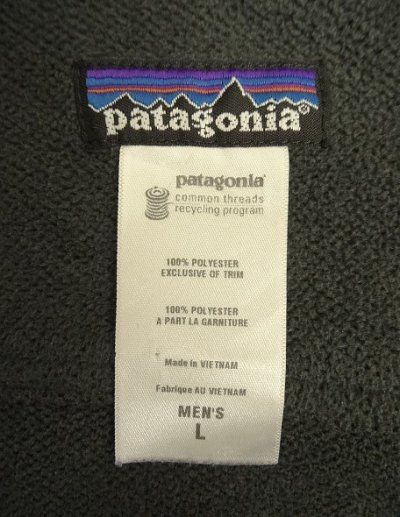 patagonia®
patagonia®
common threads
recycling program
100% POLYESTER
EXCLUSIVE OF TRIM
100% POLYESTER
A PART LA GARNITURE
Made in VIETNAM
Fabrique AU VIETNAM
MEN'S
L